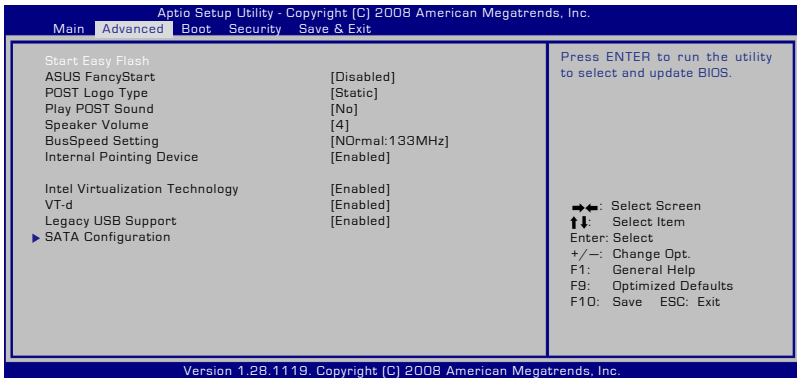 Aptio Setup Utility - Copyright (C) 2008 American Megatrends, Inc.
Main Advanced Boot Security Save & Exit
Start Easy Flash
ASUS FancyStart [Disabled]
POST Logo Type [Static]
Play POST Sound [No]
Speaker Volume [4]
BusSpeed Setting [N0rmal:133MHz]
Internal Pointing Device [Enabled]
Intel Virtualization Technology [Enabled]
VT-d [Enabled]
Legacy USB Support [Enabled]
SATA Configuration
Press ENTER to run the utility
to select and update BIOS.
: Select Screen
: Select Item
Enter: Select
+/—: Change Opt.
F1: General Help
F9: Optimized Defaults
F10: Save ESC: Exit
Version 1.28.1119. Copyright (C) 2008 American Megatrends, Inc.